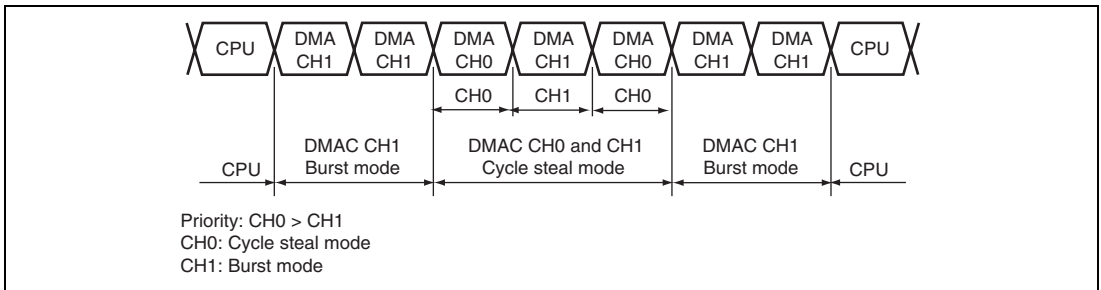 CPU DMA CH1 DMA CH1 DMA CH0 DMA CH1 DMA CH0 DMA CH1 DMA CH1 CPU
CH0 CH1 CH0
DMAC CH1 DMAC CH0 and CH1 DMAC CH1
CPU Burst mode Cycle steal mode Burst mode CPU
Priority: CH0 > CH1
CH0: Cycle steal mode
CH1: Burst mode